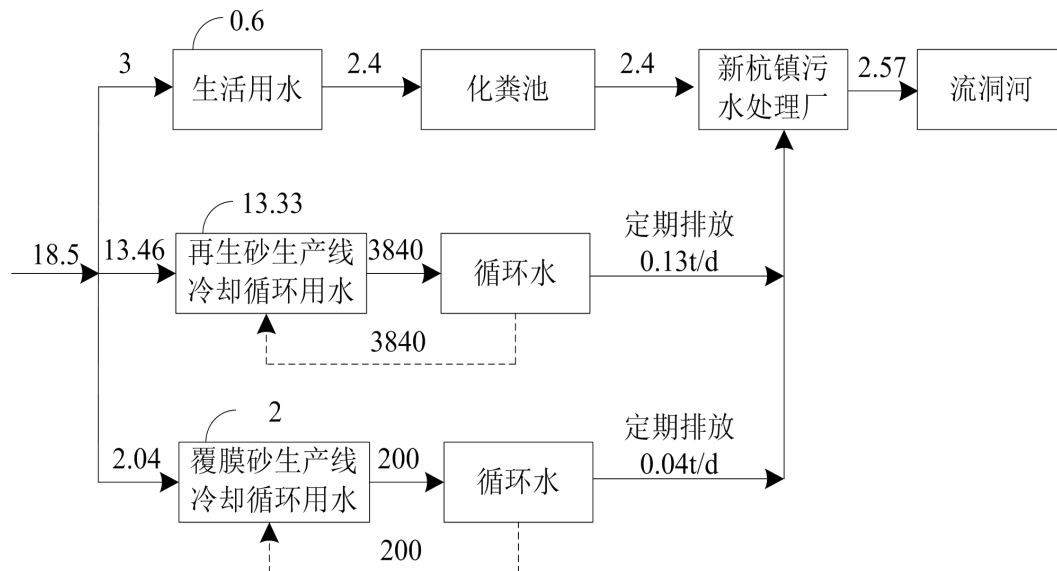 0.6
3
生活用水
2.4
化粪池
2.4
新杭镇污
水处理厂
2.57
流洞河
13.33
18.5
13.46
再生砂生产线
冷却循环用水
3840
循环水
定期排放
0.13t/d
3840
2
2.04
覆膜砂生产线
冷却循环用水
200
循环水
定期排放
0.04t/d
200